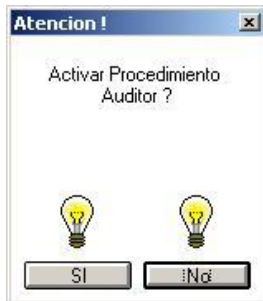 Atencion !
Activar Procedimiento
Auditor ?
SI
No